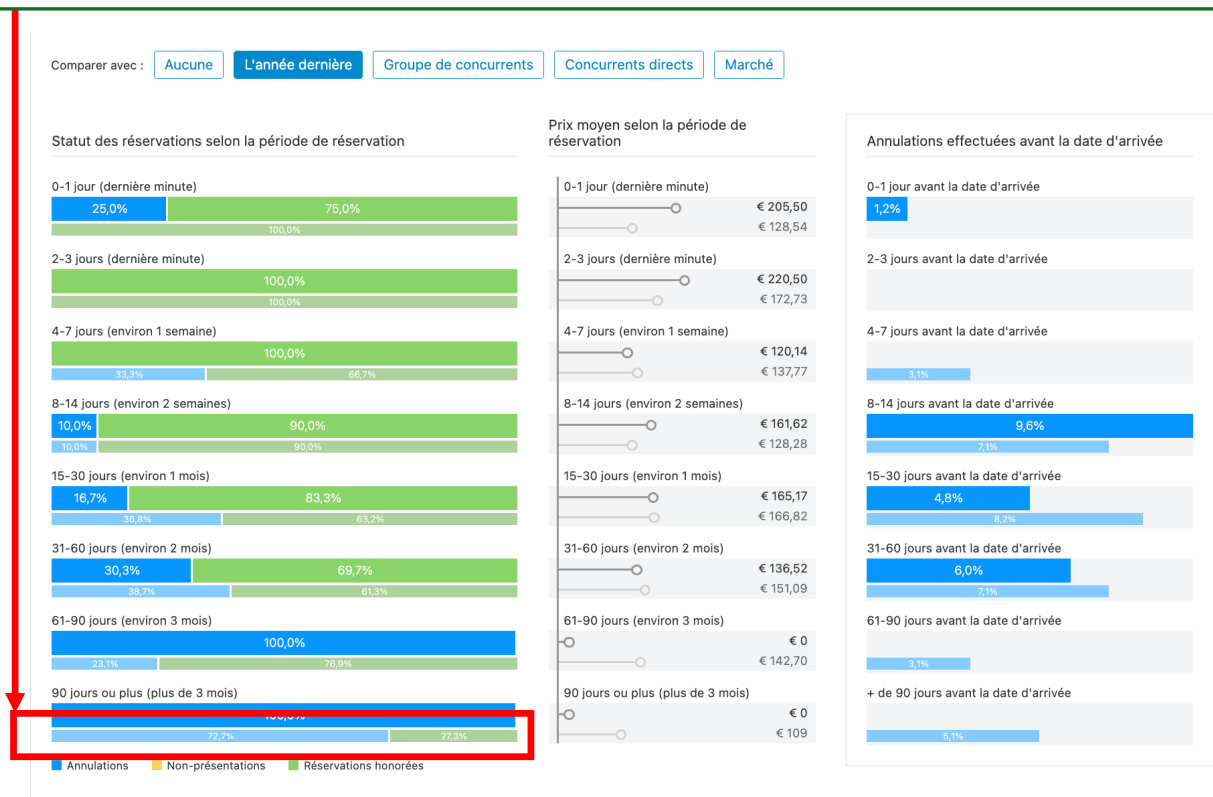 Comparer avec :
Aucune
L'année dernière
Groupe de concurrents
Concurrents directs
Marché
Statut des réservations selon la période de réservation
0-1 jour (dernière minute)
25,0% 75,0%
100,0%
2-3 jours (dernière minute)
100,0%
100,0%
4-7 jours (environ 1 semaine)
100,0%
33,3% 66,7%
8-14 jours (environ 2 semaines)
10,0% 90,0%
10,0% 90,0%
15-30 jours (environ 1 mois)
16,7% 83,3%
36,8% 63,2%
31-60 jours (environ 2 mois)
30,3% 69,7%
38,7% 61,3%
61-90 jours (environ 3 mois)
100,0%
23,1% 76,9%
90 jours ou plus (plus de 3 mois)
100,0%
72,7% 27,3%
Annulations Non-présentations Réservations honorées
Prix moyen selon la période de
réservation
0-1 jour (dernière minute)
€ 205,50
€ 128,54
2-3 jours (dernière minute)
€ 220,50
€ 172,73
4-7 jours (environ 1 semaine)
€ 120,14
€ 137,77
8-14 jours (environ 2 semaines)
€ 161,62
€ 128,28
15-30 jours (environ 1 mois)
€ 165,17
€ 166,82
31-60 jours (environ 2 mois)
€ 136,52
€ 151,09
61-90 jours (environ 3 mois)
€ 0
€ 142,70
90 jours ou plus (plus de 3 mois)
€ 0
€ 109
Annulations effectuées avant la date d'arrivée
0-1 jour avant la date d'arrivée
1,2%
2-3 jours avant la date d'arrivée
4-7 jours avant la date d'arrivée
3,1%
8-14 jours avant la date d'arrivée
9,6%
7,1%
15-30 jours avant la date d'arrivée
4,8%
8,2%
31-60 jours avant la date d'arrivée
6,0%
7,1%
61-90 jours avant la date d'arrivée
3,1%
+ de 90 jours avant la date d'arrivée
5,1%